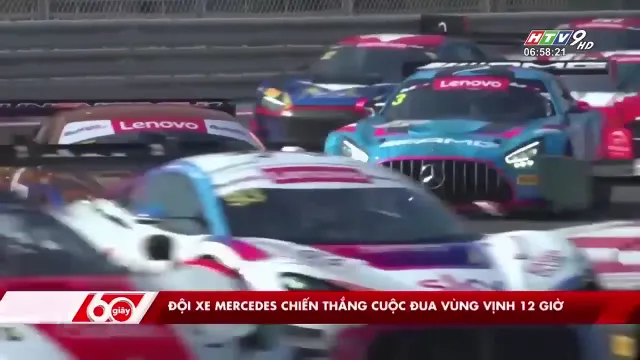 HTV9 HD
06:58:21
Lenovo
3
AMG
Lenovo
60 giây
ĐỘI XE MERCEDES CHIẾN THẮNG CUỘC ĐUA VÙNG VỊNH 12 GIỜ